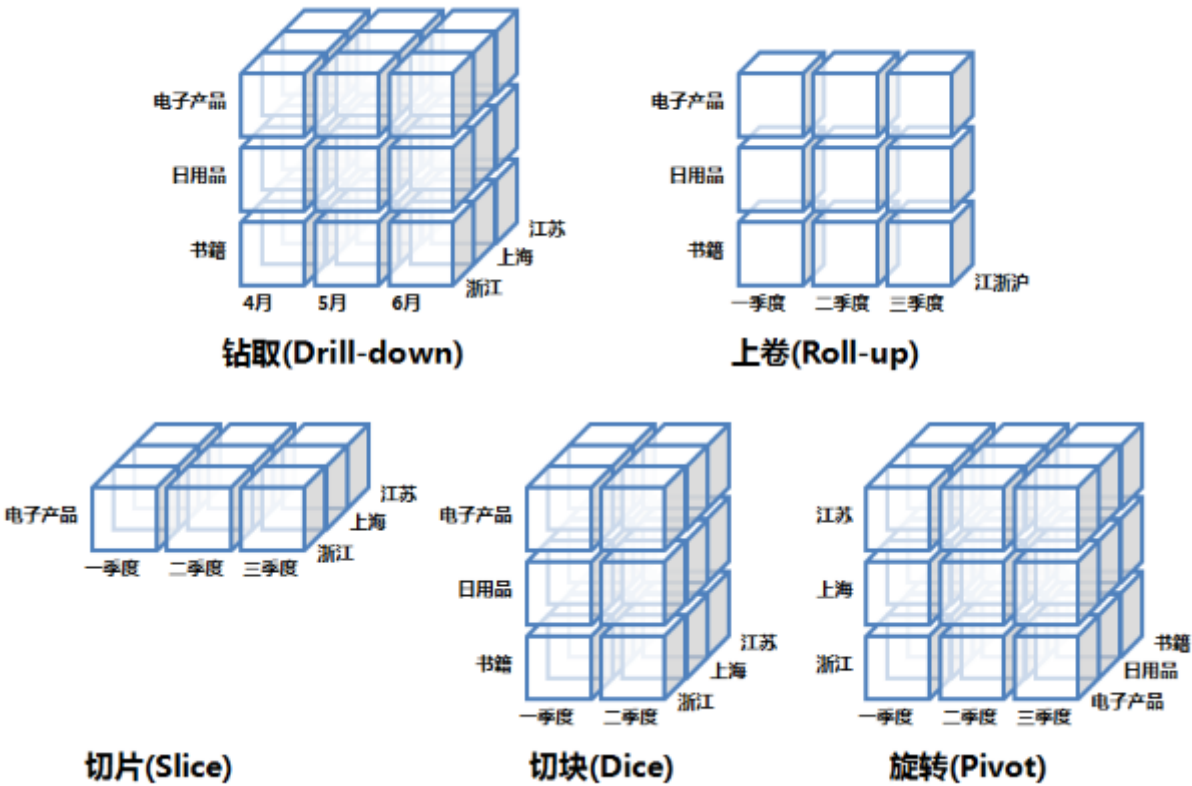 电子产品
日用品
书籍
4月 5月 6月
浙江
上海
江苏
钻取(Drill-down)
电子产品
日用品
书籍
一季度 二季度 三季度
江浙沪
上卷(Roll-up)
电子产品
一季度 二季度 三季度
浙江
上海
江苏
切片(Slice)
电子产品
日用品
书籍
一季度 二季度
浙江
上海
江苏
切块(Dice)
江苏
上海
浙江
一季度 二季度 三季度
电子产品
日用品
书籍
旋转(Pivot)